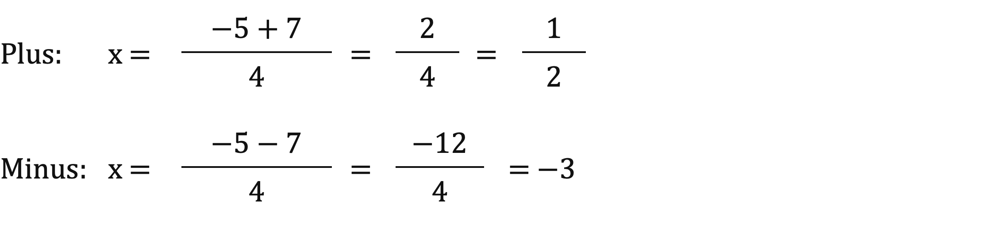 Plus: x = −5 + 7 / 4 = 2 / 4 = 1 / 2
Minus: x = −5 − 7 / 4 = −12 / 4 = −3